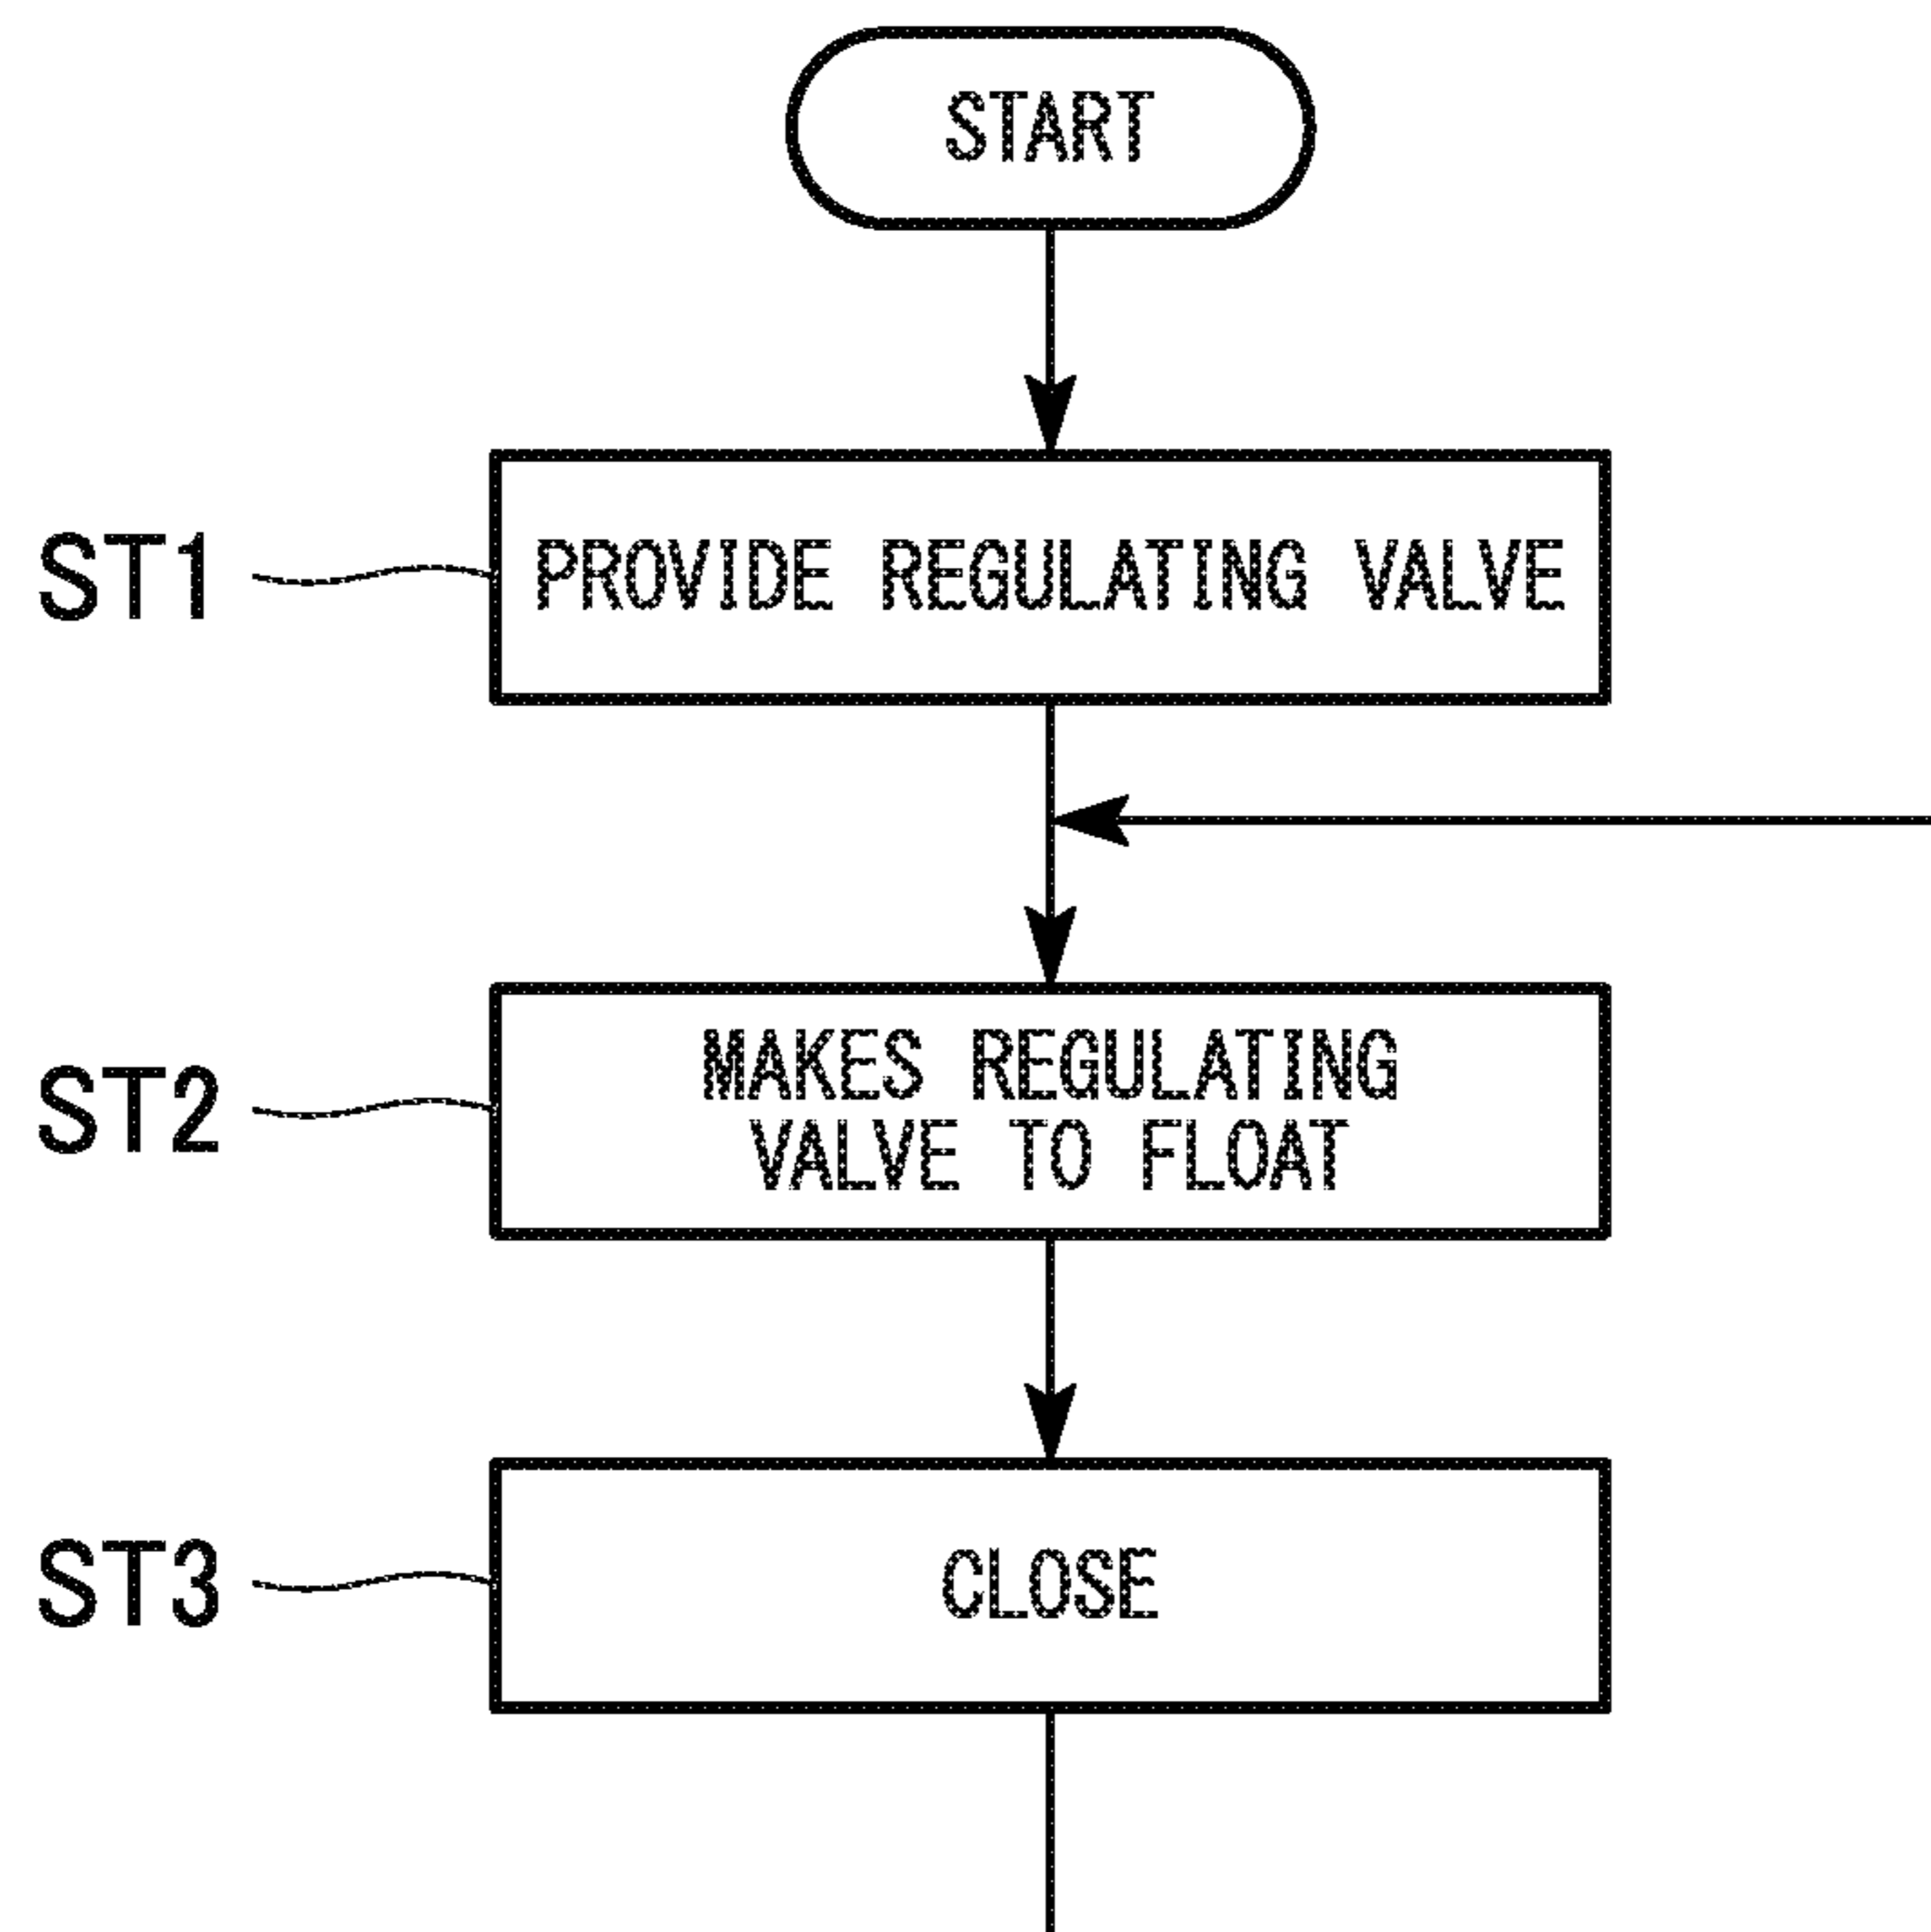 START
ST1
PROVIDE REGULATING VALVE
ST2
MAKES REGULATING
VALVE TO FLOAT
ST3
CLOSE